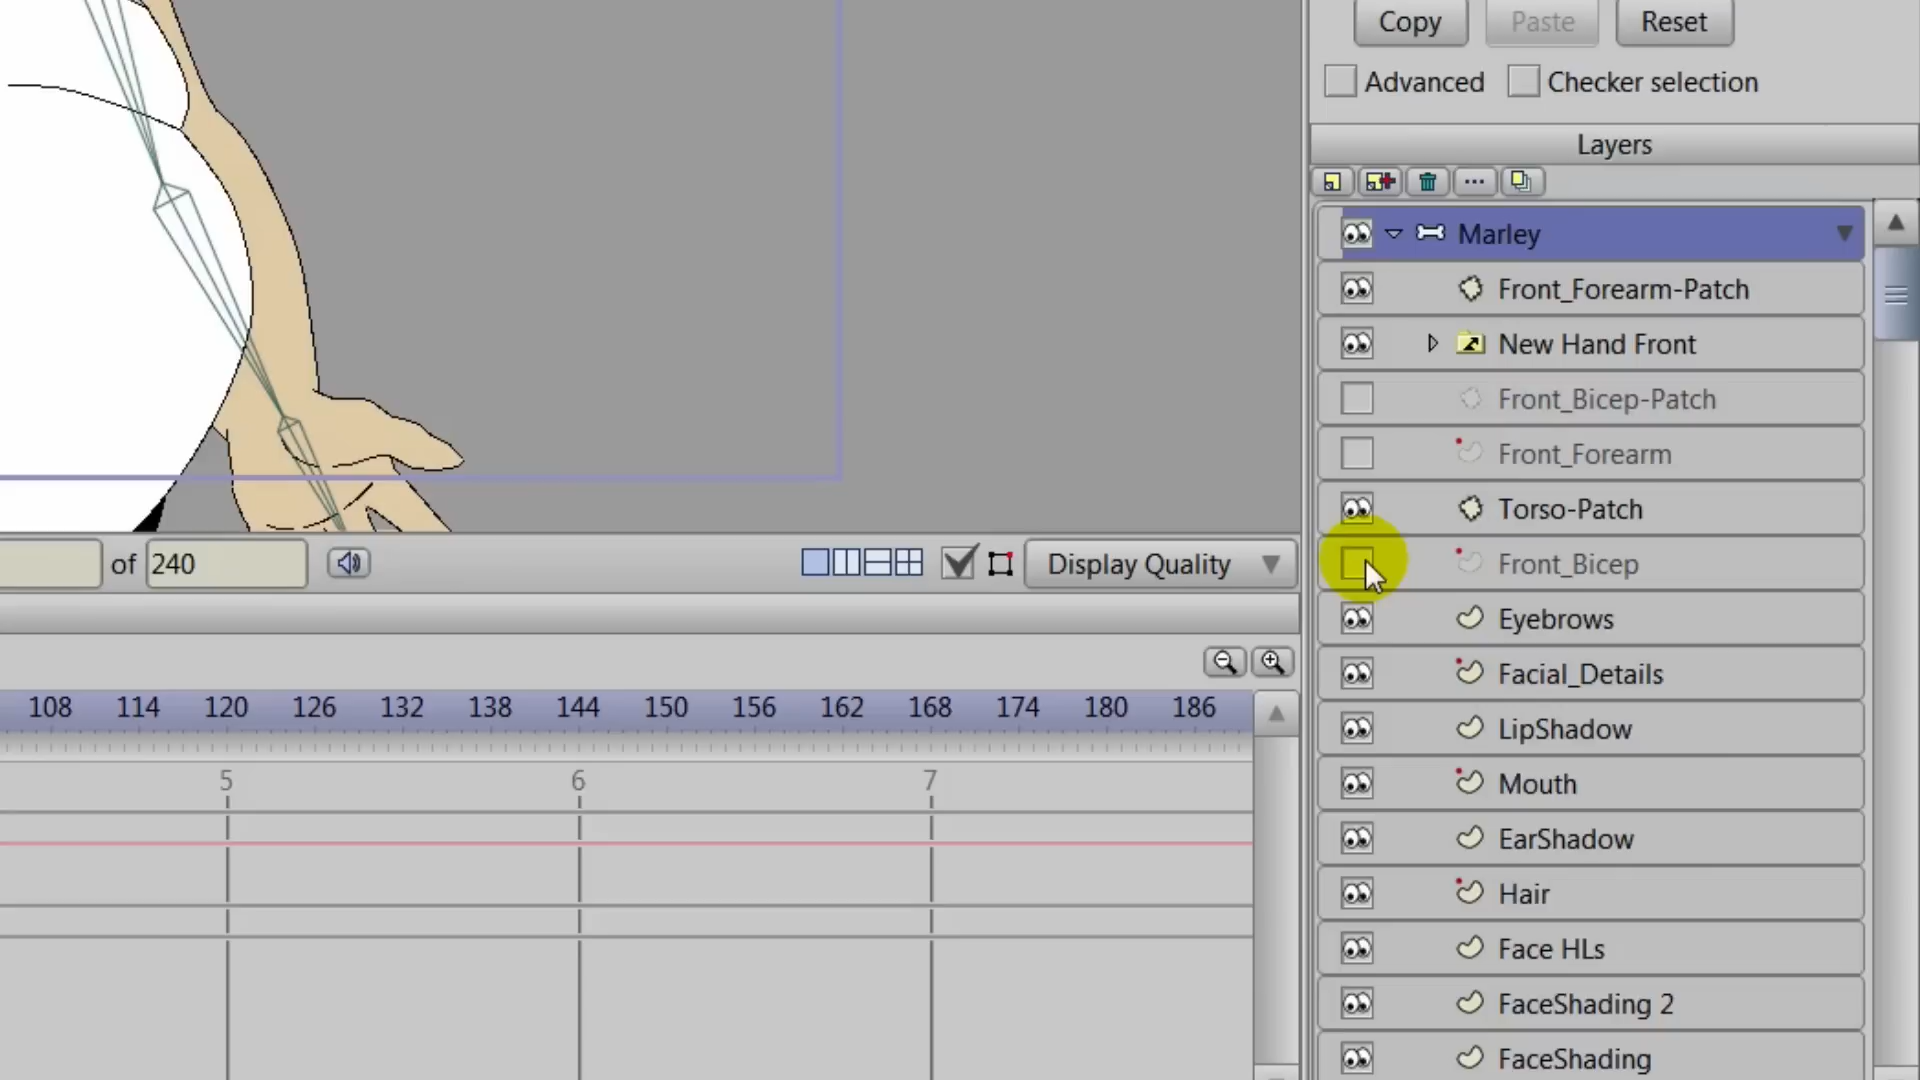 Copy Paste Reset
Advanced Checker selection
Layers
Marley
Front_Forearm-Patch
New Hand Front
Front_Bicep-Patch
Front_Forearm
Torso-Patch
Front_Bicep
Eyebrows
Facial_Details
LipShadow
Mouth
EarShadow
Hair
Face HLs
FaceShading 2
FaceShading
of 240 Display Quality
108 114 120 126 132 138 144 150 156 162 168 174 180 186
5 6 7